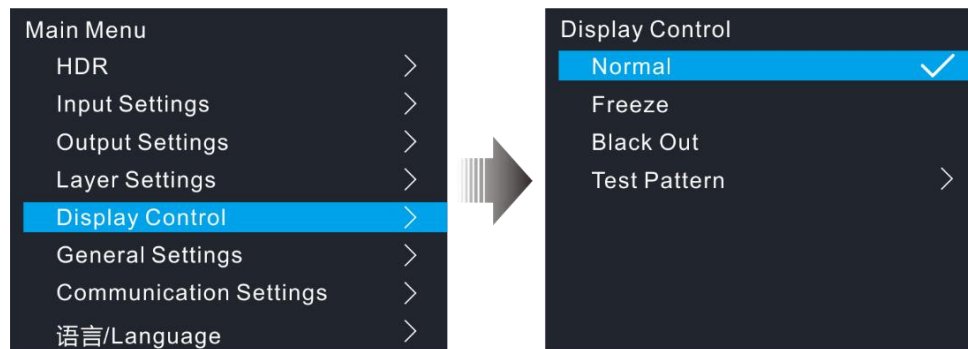 Main Menu
HDR
Input Settings
Output Settings
Layer Settings
Display Control
General Settings
Communication Settings
语言/Language
Display Control
Normal
Freeze
Black Out
Test Pattern